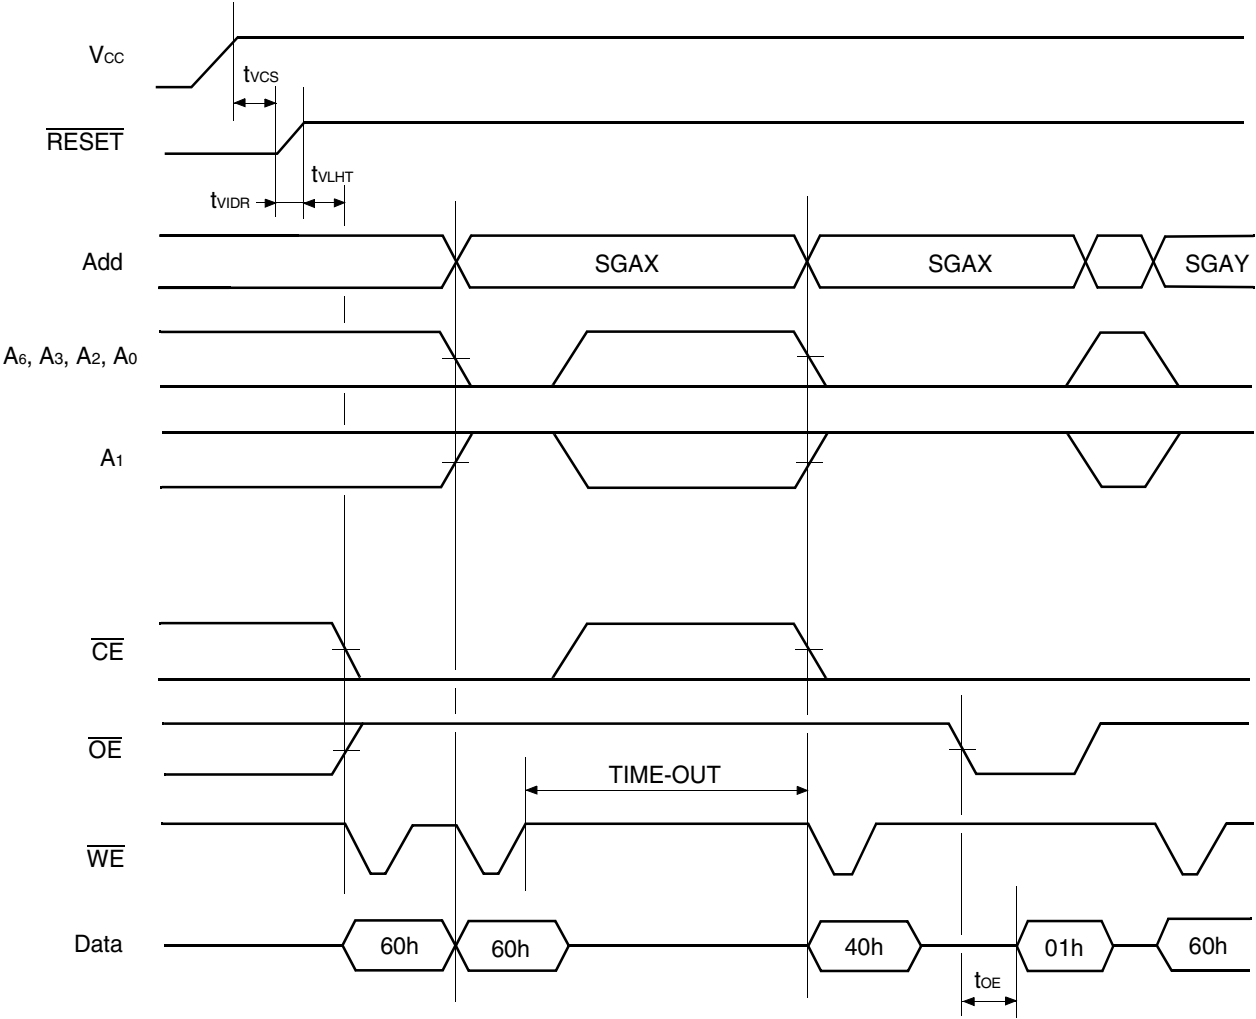 VCC
tVCS
RESET
tVLHT
tVIDR
Add
SGAX
SGAX
SGAY
A6, A3, A2, A0
A1
CE
OE
TIME-OUT
WE
Data
60h
60h
40h
01h
60h
tOE